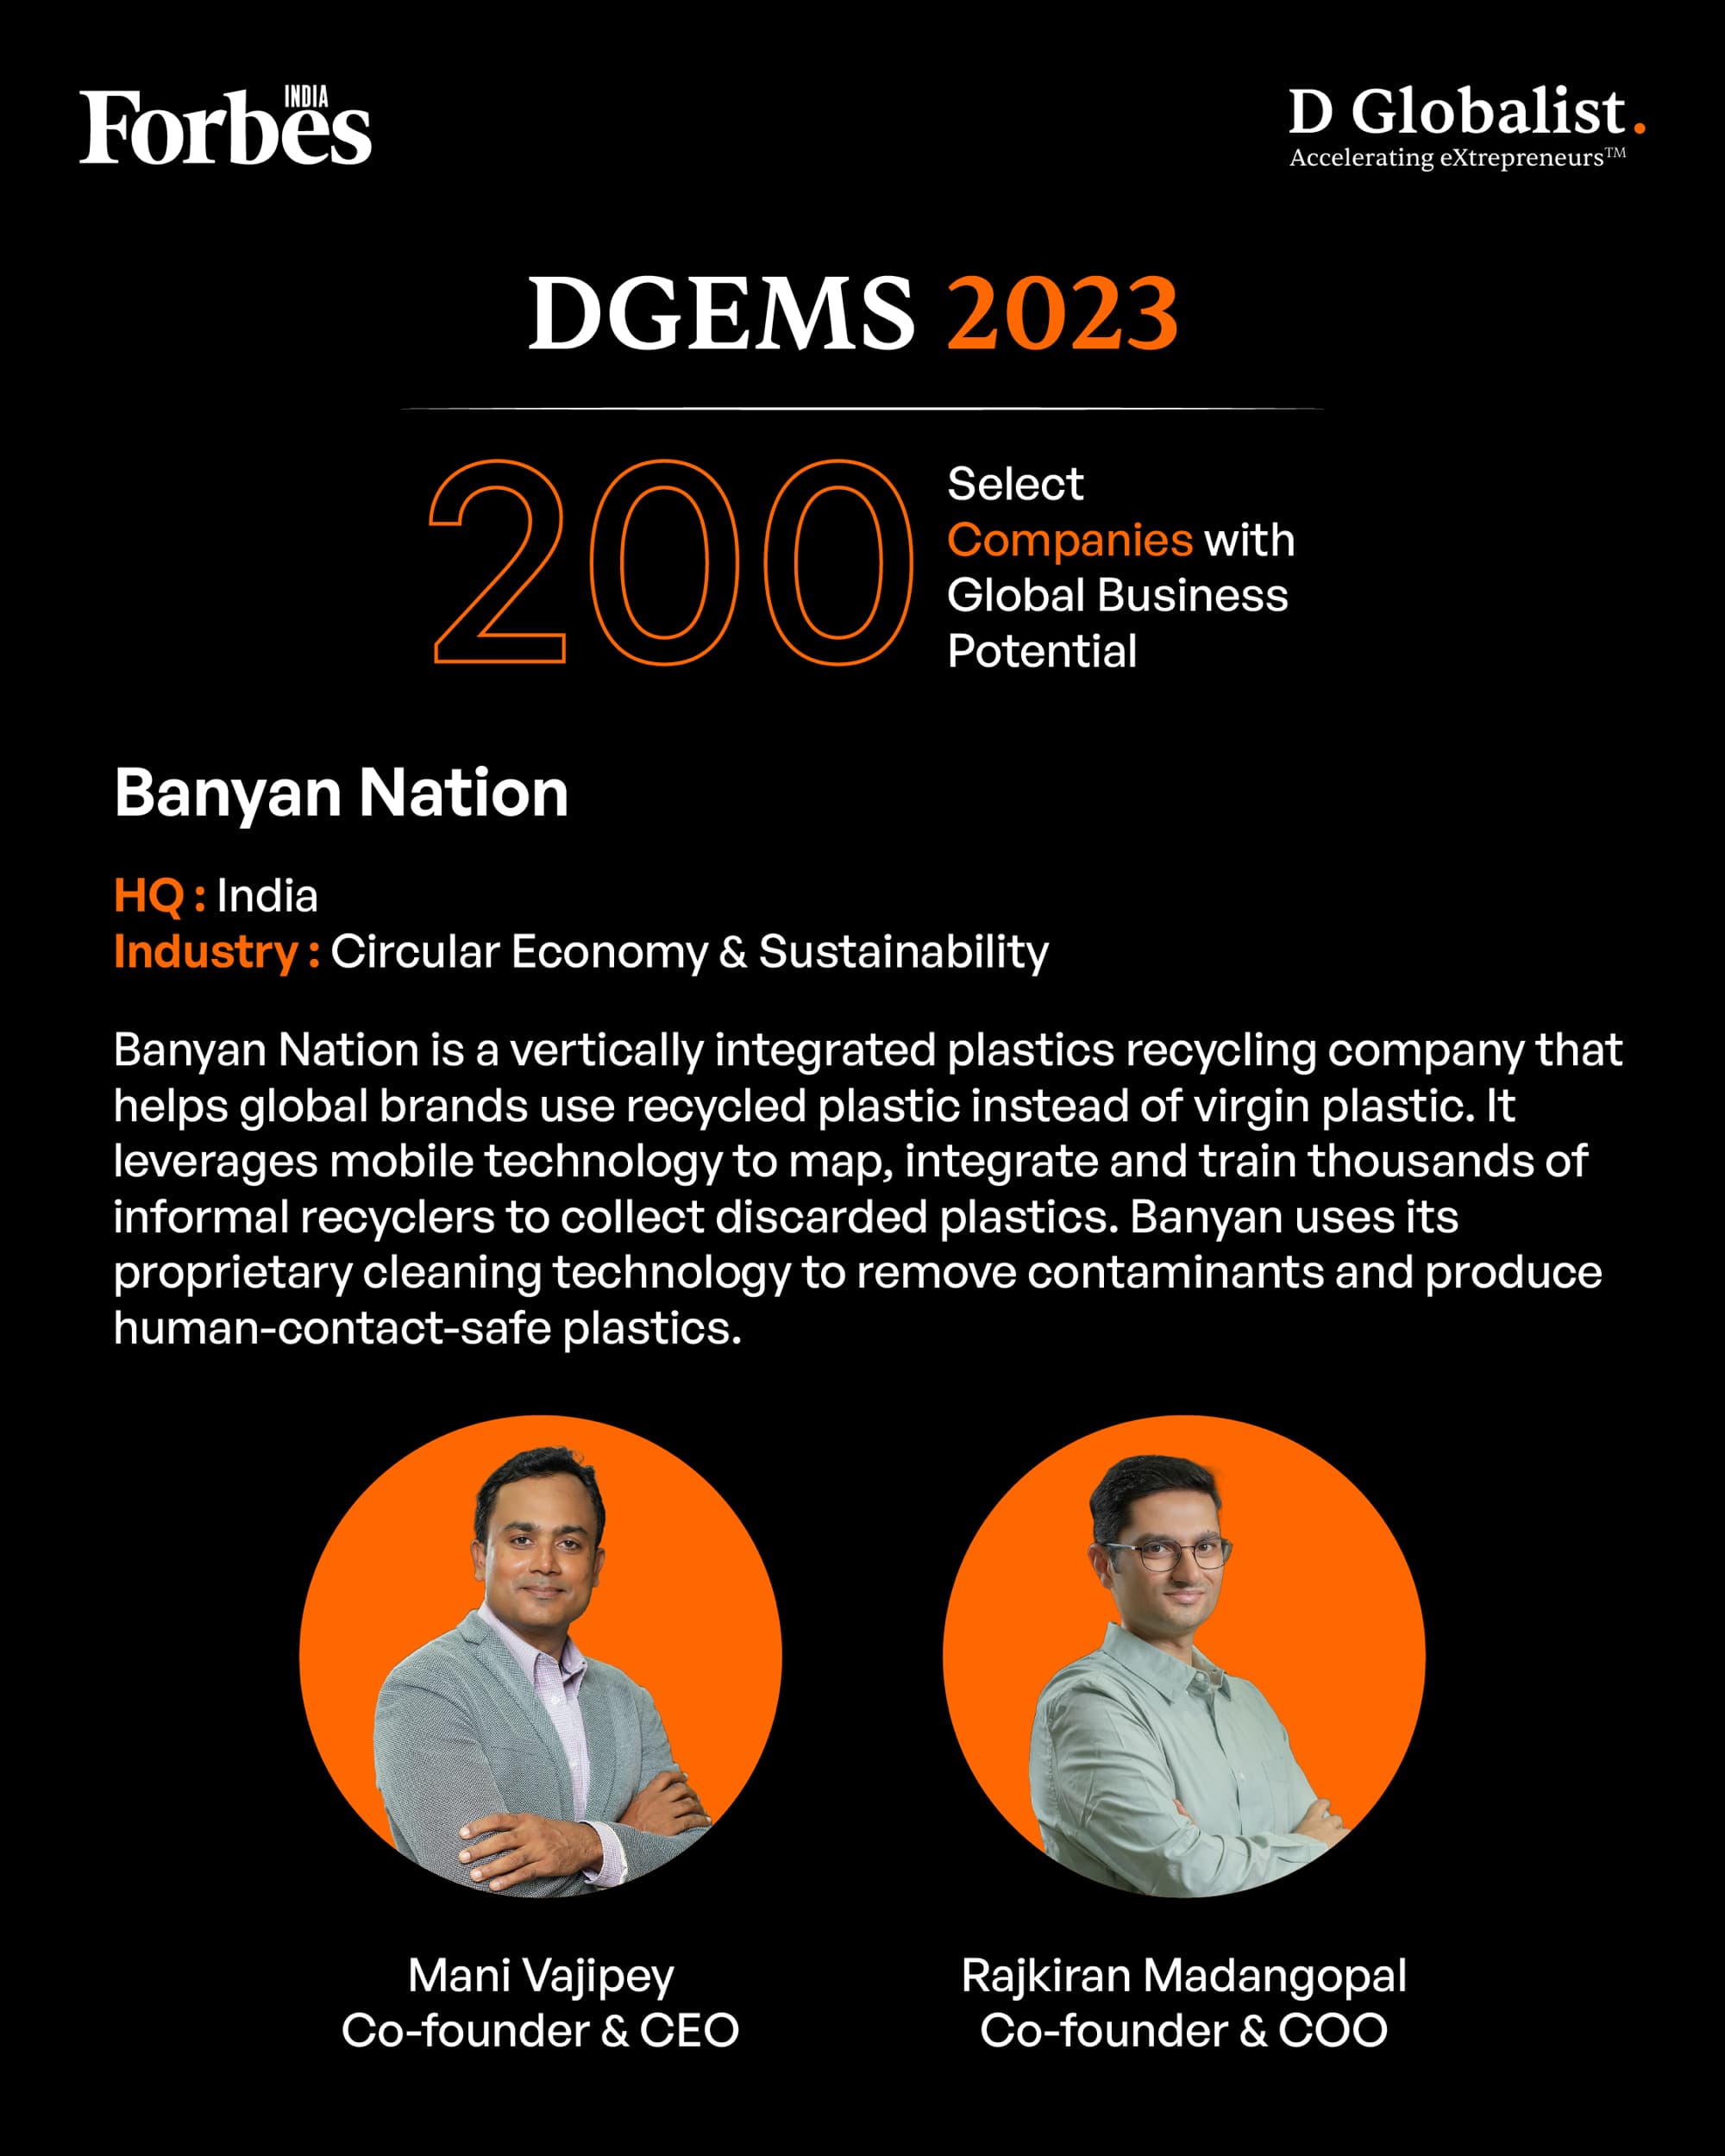 Forbes INDIA
D Globalist.
Accelerating eXtrepreneurs™
DGEMS 2023
200
Select
Companies with
Global Business
Potential
Banyan Nation
HQ : India
Industry : Circular Economy & Sustainability
Banyan Nation is a vertically integrated plastics recycling company that
helps global brands use recycled plastic instead of virgin plastic. It
leverages mobile technology to map, integrate and train thousands of
informal recyclers to collect discarded plastics. Banyan uses its
proprietary cleaning technology to remove contaminants and produce
human-contact-safe plastics.
Mani Vajipey
Co-founder & CEO
Rajkiran Madangopal
Co-founder & COO